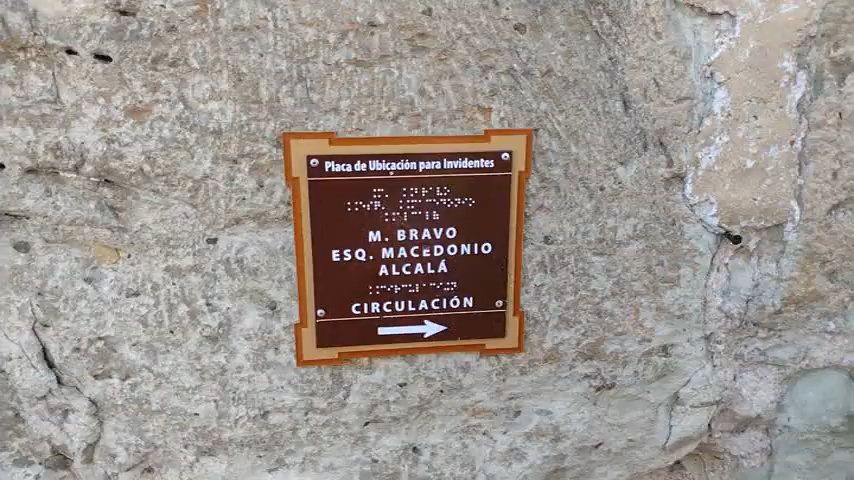 Placa de Ubicación para Invidentes
M. BRAVO
ESQ. MACEDONIO
ALCALÁ
CIRCULACIÓN